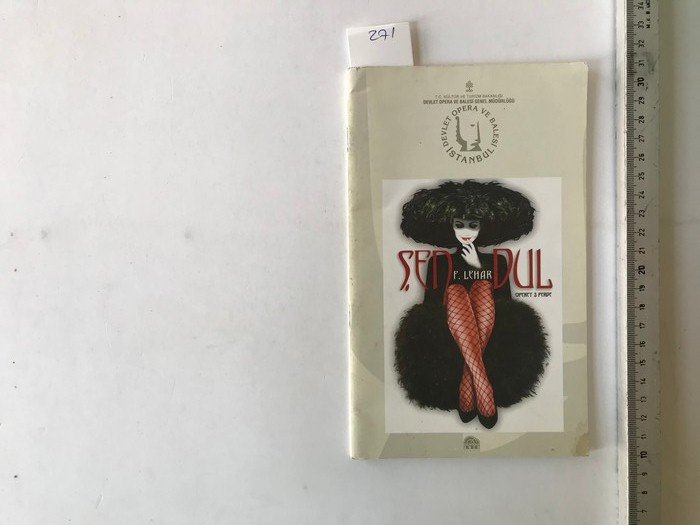 271
T.C. KÜLTÜR VE TURİZM BAKANLIĞI
DEVLET OPERA VE BALESİ GENEL MÜDÜRLÜĞÜ
DEVLET OPERA VE BALESİ
İSTANBUL
ŞEN DUL
F. LEHAR
OPERET 3 PERDE